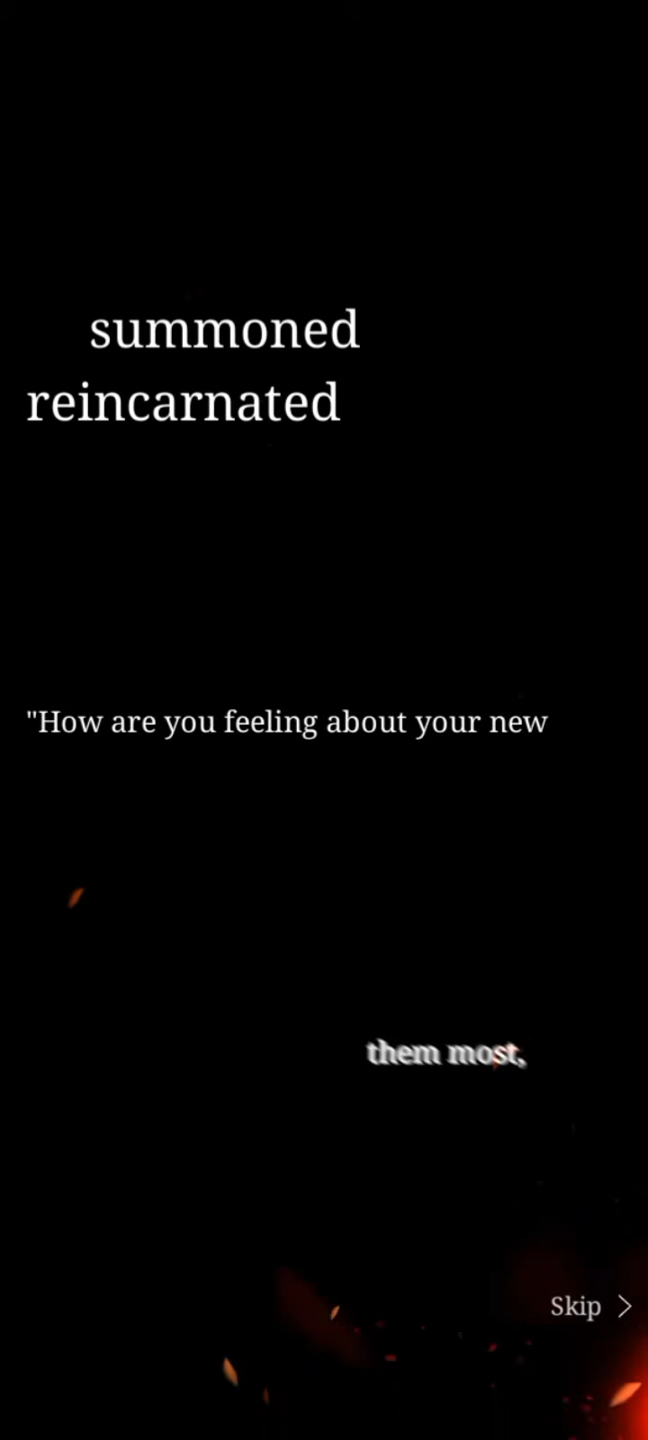 summoned
reincarnated
"How are you feeling about your new
them most,
Skip